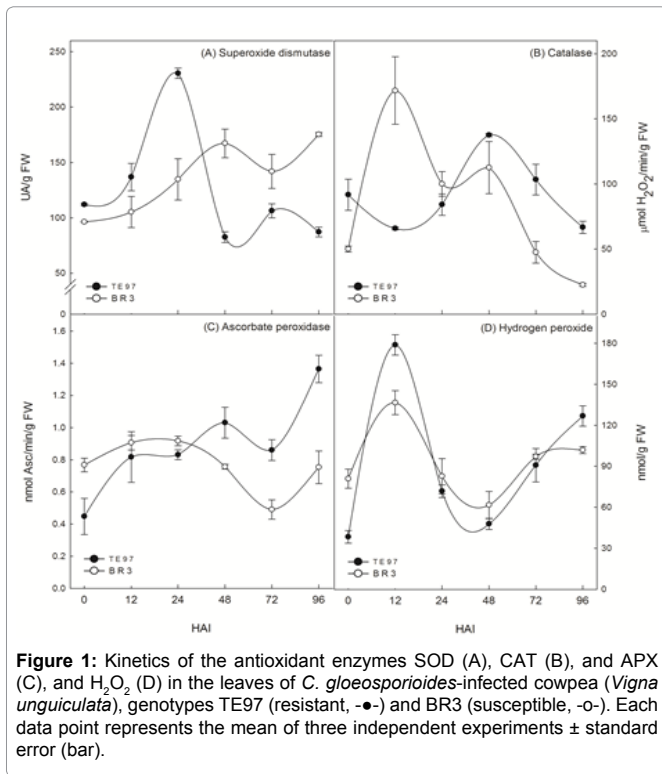 (A) Superoxide dismutase
(B) Catalase
250
200
150
100
50
UA/g FW
TE97
BR3
200
150
100
50
0
µmol H₂O₂/min/g FW
0
(C) Ascorbate peroxidase
(D) Hydrogen peroxide
1.6
1.4
1.2
1.0
0.8
0.6
0.4
0.2
0.0
nmol Asc/min/g FW
TE97
BR3
TE97
BR3
180
150
120
90
60
30
0
nmol/g FW
0 12 24 48 72 96
0 12 24 48 72 96
HAI
HAI
Figure 1: Kinetics of the antioxidant enzymes SOD (A), CAT (B), and APX
(C), and H₂O₂ (D) in the leaves of C. gloeosporioides-infected cowpea (Vigna
unguiculata), genotypes TE97 (resistant, -●-) and BR3 (susceptible, -o-). Each
data point represents the mean of three independent experiments ± standard
error (bar).